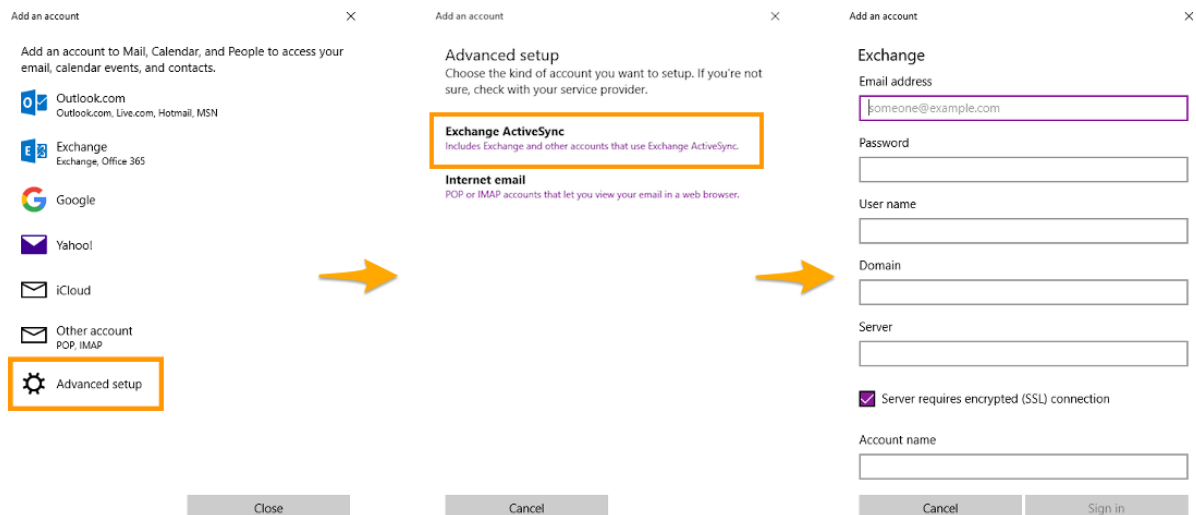 Add an account
Add an account to Mail, Calendar, and People to access your
email, calendar events, and contacts.
Outlook.com
Outlook.com, Live.com, Hotmail, MSN
Exchange
Exchange, Office 365
Google
Yahoo!
iCloud
Other account
POP, IMAP
Advanced setup
Close
Add an account
Advanced setup
Choose the kind of account you want to setup. If you're not
sure, check with your service provider.
Exchange ActiveSync
Includes Exchange and other accounts that use Exchange ActiveSync.
Internet email
POP or IMAP accounts that let you view your email in a web browser.
Cancel
Add an account
Exchange
Email address
someone@example.com
Password
User name
Domain
Server
Server requires encrypted (SSL) connection
Account name
Cancel
Sign in